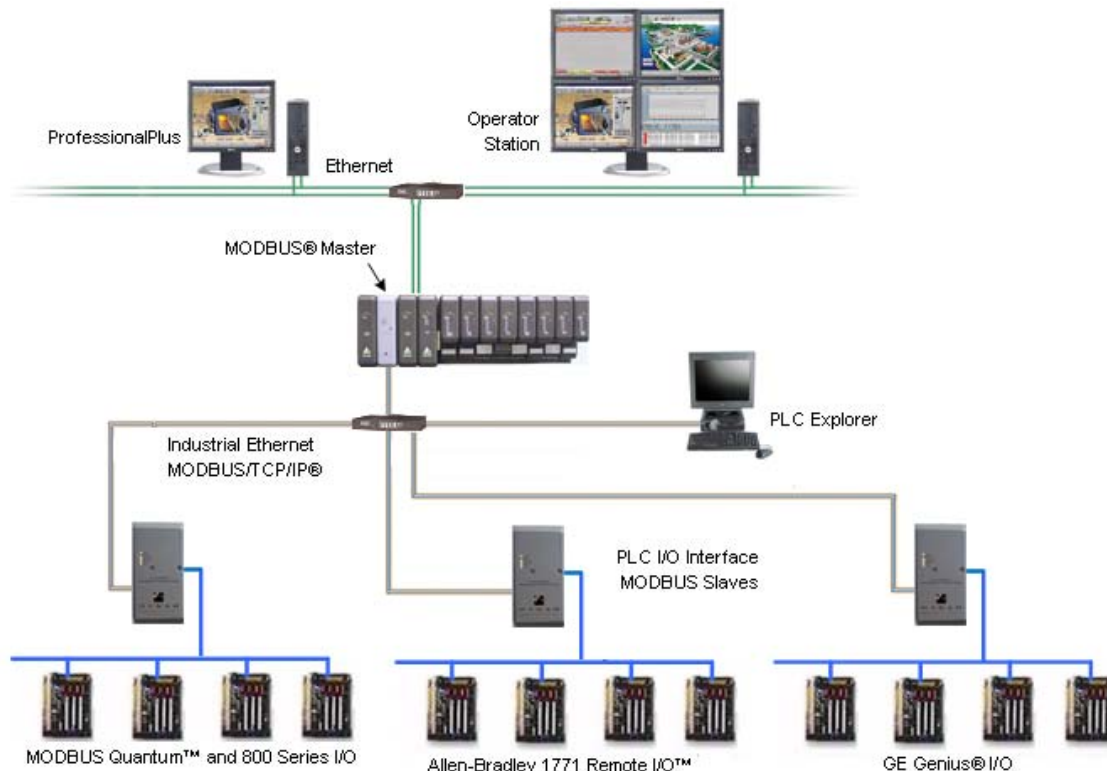 ProfessionalPlus
Operator
Station
Ethernet
MODBUS® Master
PLC Explorer
Industrial Ethernet
MODBUS/TCP/IP®
PLC I/O Interface
MODBUS Slaves
MODBUS Quantum™ and 800 Series I/O
Allen-Bradley 1771 Remote I/O™
GE Genius® I/O